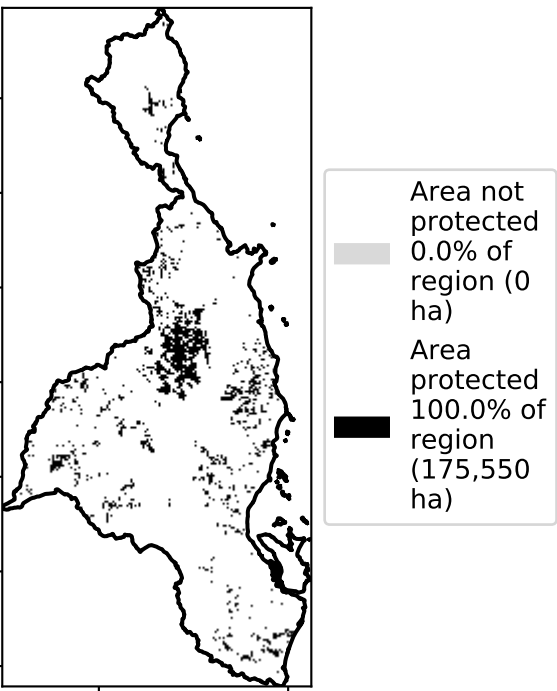 Area not
protected
0.0% of
region (0
ha)
Area
protected
100.0% of
region
(175,550
ha)